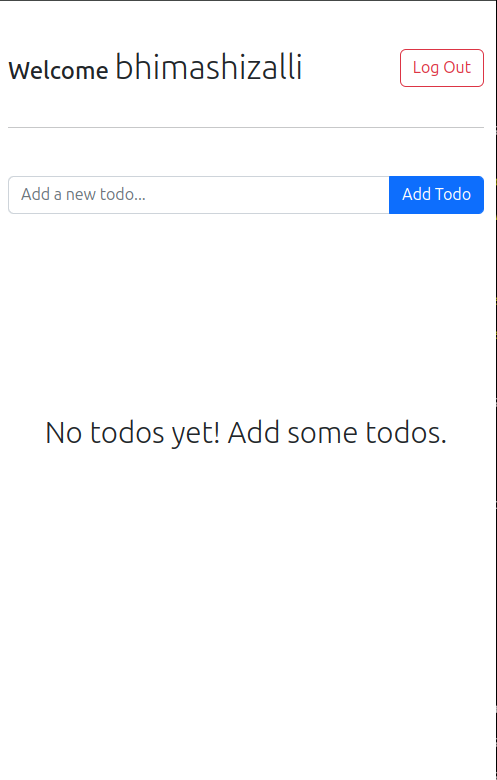 Welcome bhimashizalli
Log Out
Add a new todo...
Add Todo
No todos yet! Add some todos.